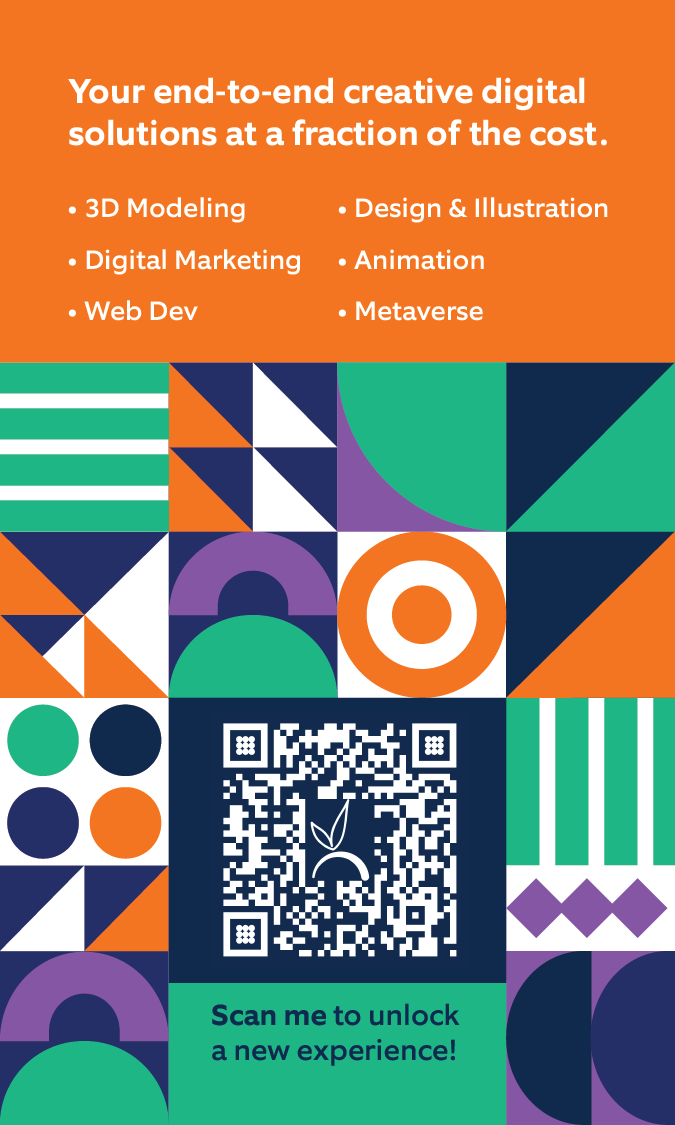 Your end-to-end creative digital
solutions at a fraction of the cost.
• 3D Modeling
• Digital Marketing
• Web Dev
• Design & Illustration
• Animation
• Metaverse
Scan me to unlock
a new experience!